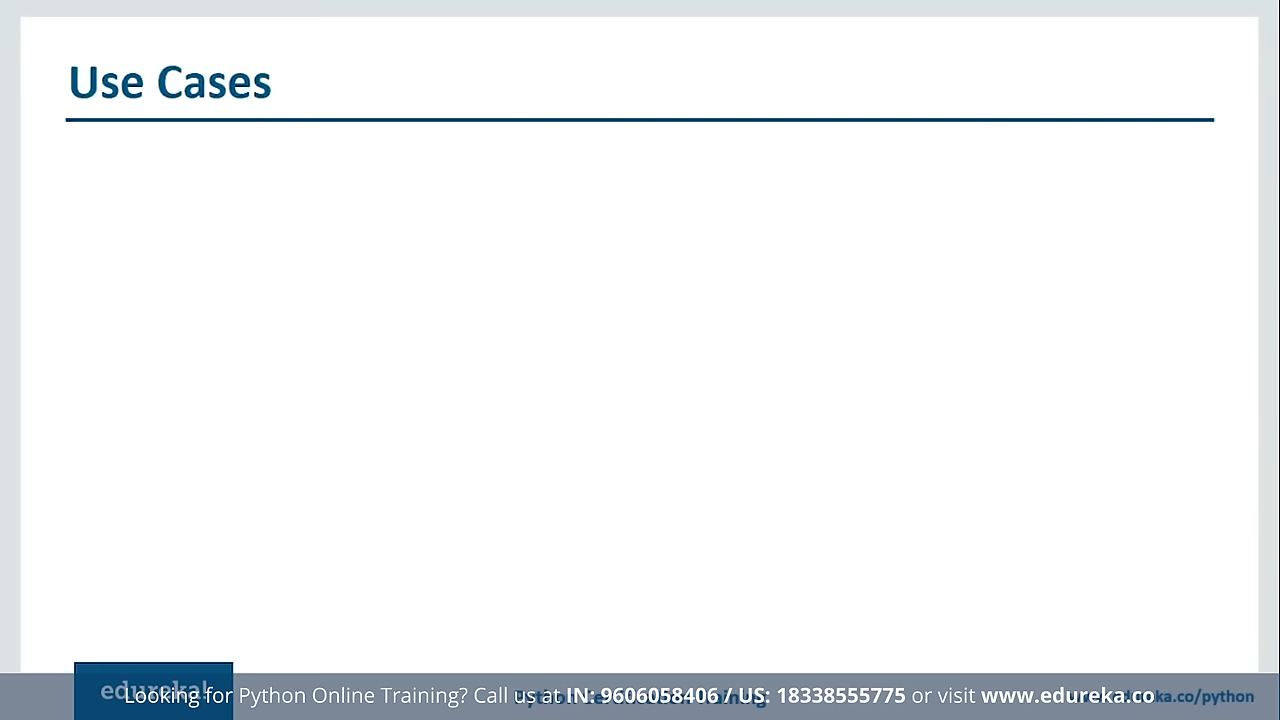 Use Cases
edureka!
Looking for Python Online Training? Call us at IN: 9606058406 / US: 18338555775 or visit www.edureka.co